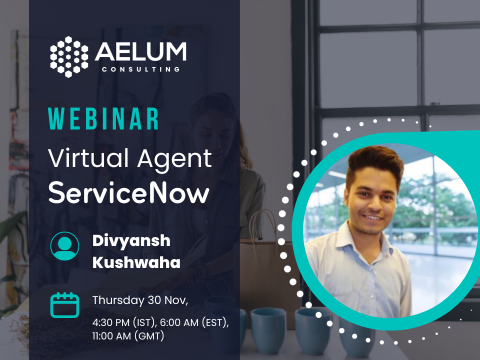 AELUM
CONSULTING
WEBINAR
Virtual Agent
ServiceNow
Divyansh
Kushwaha
Thursday 30 Nov,
4:30 PM (IST), 6:00 AM (EST),
11:00 AM (GMT)